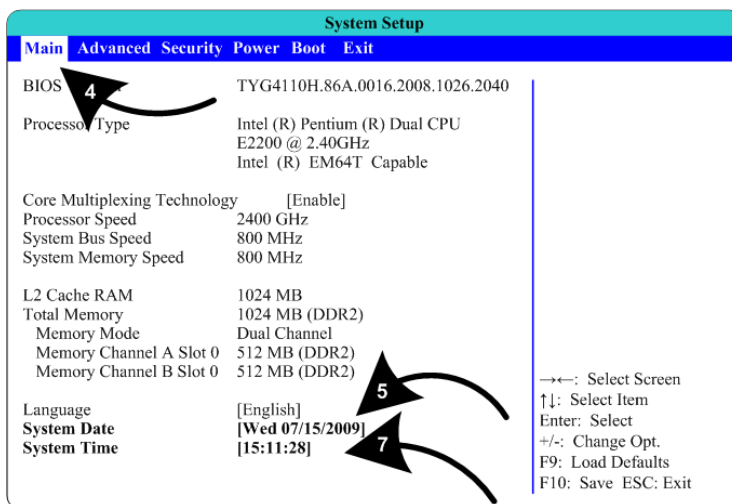 System Setup
Main Advanced Security Power Boot Exit
4
BIOS TYG4110H.86A.0016.2008.1026.2040
Processor Type Intel (R) Pentium (R) Dual CPU
E2200 @ 2.40GHz
Intel (R) EM64T Capable
Core Multiplexing Technology [Enable]
Processor Speed 2400 GHz
System Bus Speed 800 MHz
System Memory Speed 800 MHz
L2 Cache RAM 1024 MB
Total Memory 1024 MB (DDR2)
Memory Mode Dual Channel
Memory Channel A Slot 0 512 MB (DDR2)
Memory Channel B Slot 0 512 MB (DDR2)
5
Language [English]
System Date [Wed 07/15/2009]
System Time [15:11:28]
7
→←: Select Screen
↑↓: Select Item
Enter: Select
+/-: Change Opt.
F9: Load Defaults
F10: Save ESC: Exit